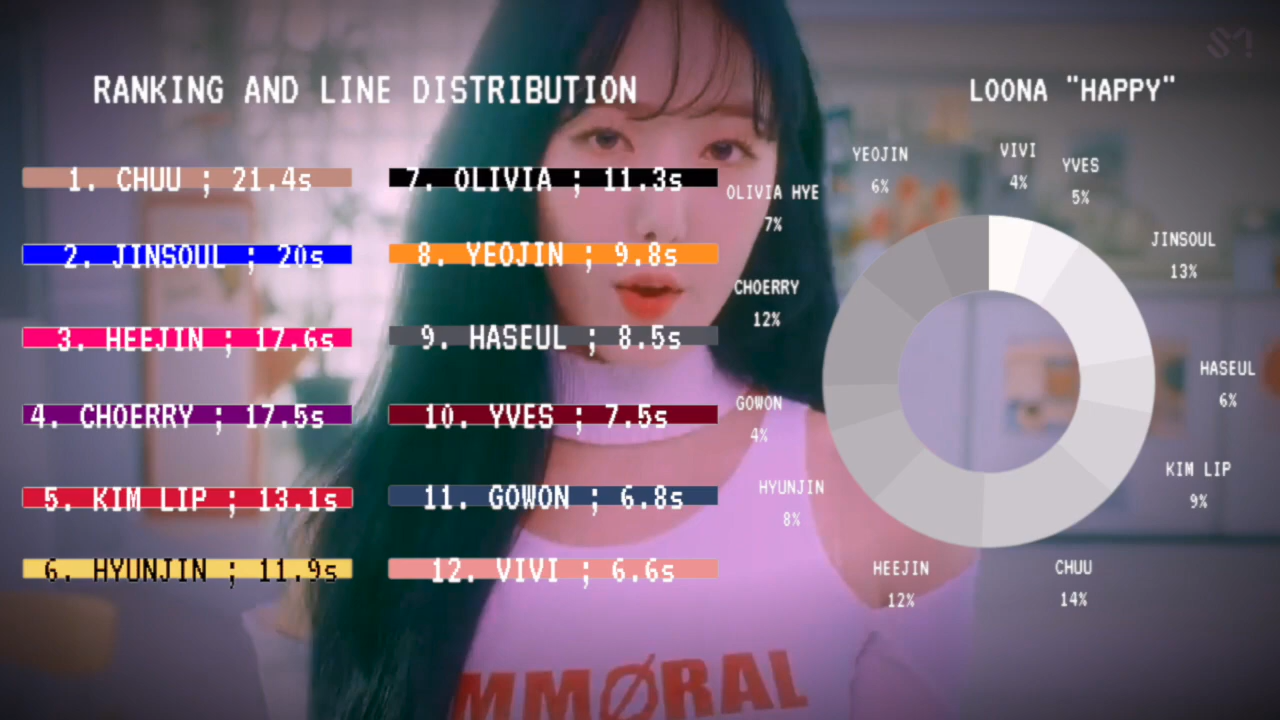 RANKING AND LINE DISTRIBUTION
1. CHUU ; 21.4s
2. JINSOUL ; 20s
3. HEEJIN ; 17.6s
4. CHOERRY ; 17.5s
5. KIM LIP ; 13.1s
6. HYUNJIN ; 11.9s
7. OLIVIA ; 11.3s
8. YEOJIN ; 9.8s
9. HASEUL ; 8.5s
10. YVES ; 7.5s
11. GOWON ; 6.8s
12. VIVI ; 6.6s
LOONA "HAPPY"
VIVI
4%
YVES
5%
JINSOUL
13%
HASEUL
6%
KIM LIP
9%
CHUU
14%
HEEJIN
12%
HYUNJIN
8%
GOWON
4%
CHOERRY
12%
OLIVIA HYE
7%
YEOJIN
6%
SM
MMØRAL